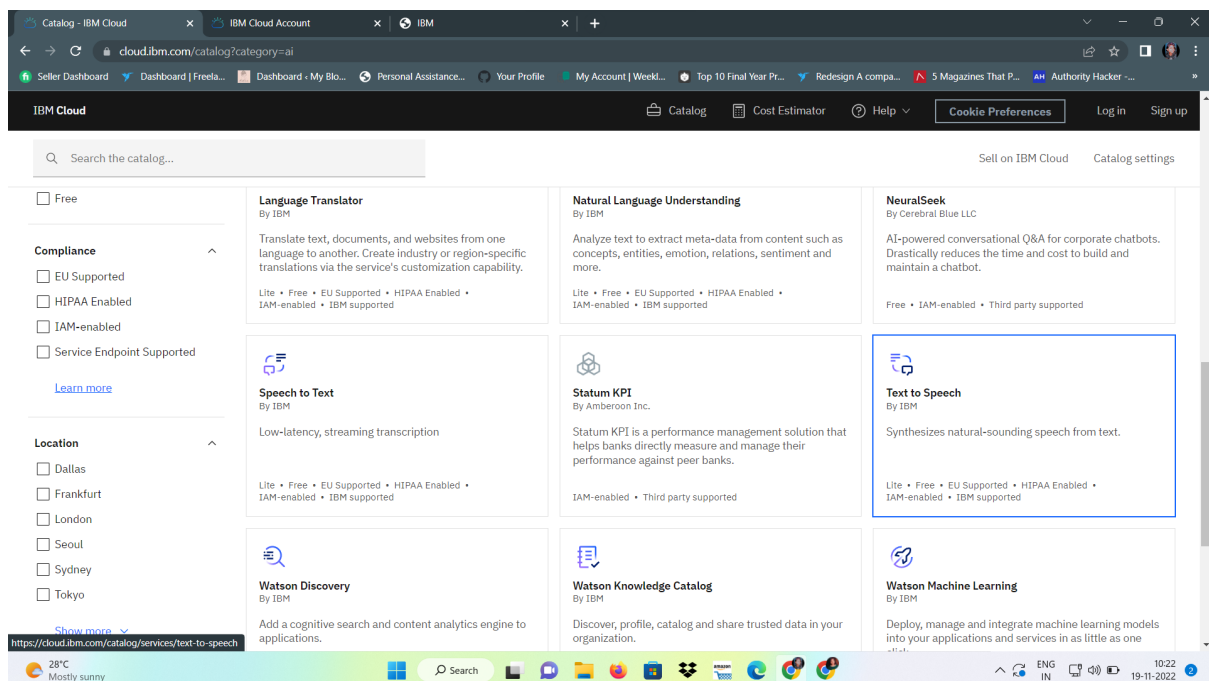 Catalog - IBM Cloud
IBM Cloud Account
IBM
cloud.ibm.com/catalog?category=ai
Seller Dashboard
Dashboard | Freela...
Dashboard ‹ My Blo...
Personal Assistance...
Your Profile
My Account | Weekl...
Top 10 Final Year Pr...
Redesign A compa...
5 Magazines That P...
AH
Authority Hacker -...
»
IBM Cloud
Catalog
Cost Estimator
Help
Cookie Preferences
Log in
Sign up
Search the catalog...
Sell on IBM Cloud
Catalog settings
Free
Compliance
EU Supported
HIPAA Enabled
IAM-enabled
Service Endpoint Supported
Learn more
Location
Dallas
Frankfurt
London
Seoul
Sydney
Tokyo
Show more
Language Translator
By IBM
Translate text, documents, and websites from one
language to another. Create industry or region-specific
translations via the service's customization capability.
Lite • Free • EU Supported • HIPAA Enabled •
IAM-enabled • IBM supported
Natural Language Understanding
By IBM
Analyze text to extract meta-data from content such as
concepts, entities, emotion, relations, sentiment and
more.
Lite • Free • EU Supported • HIPAA Enabled •
IAM-enabled • IBM supported
NeuralSeek
By Cerebral Blue LLC
AI-powered conversational Q&A for corporate chatbots.
Drastically reduces the time and cost to build and
maintain a chatbot.
Free • IAM-enabled • Third party supported
Speech to Text
By IBM
Low-latency, streaming transcription
Lite • Free • EU Supported • HIPAA Enabled •
IAM-enabled • IBM supported
Statum KPI
By Amberoon Inc.
Statum KPI is a performance management solution that
helps banks directly measure and manage their
performance against peer banks.
IAM-enabled • Third party supported
Text to Speech
By IBM
Synthesizes natural-sounding speech from text.
Lite • Free • EU Supported • HIPAA Enabled •
IAM-enabled • IBM supported
Watson Discovery
By IBM
Add a cognitive search and content analytics engine to
applications.
Watson Knowledge Catalog
By IBM
Discover, profile, catalog and share trusted data in your
organization.
Watson Machine Learning
By IBM
Deploy, manage and integrate machine learning models
into your applications and services in as little as one
https://cloud.ibm.com/catalog/services/text-to-speech
28°C
Mostly sunny
Search
amazon
ENG
IN
10:22
19-11-2022
2